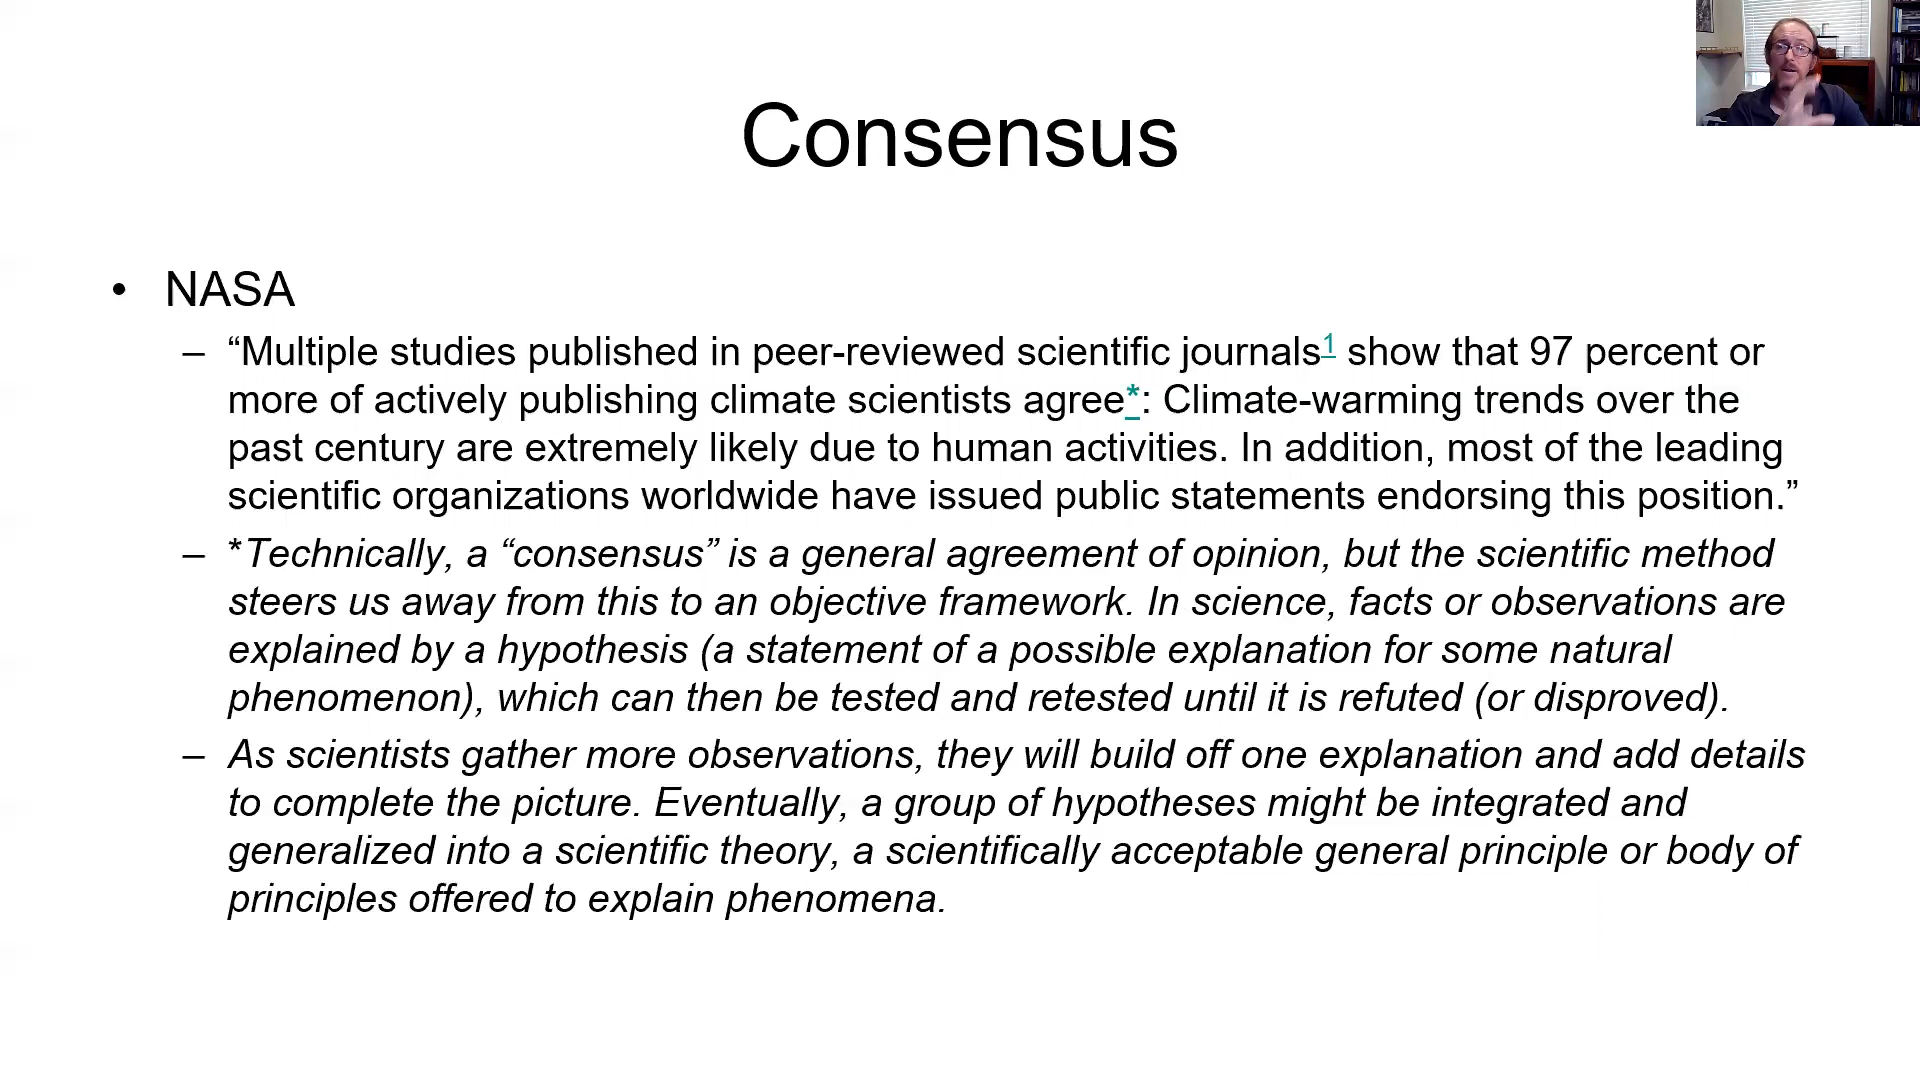 Consensus
• NASA
– “Multiple studies published in peer-reviewed scientific journals1 show that 97 percent or
more of actively publishing climate scientists agree*: Climate-warming trends over the
past century are extremely likely due to human activities. In addition, most of the leading
scientific organizations worldwide have issued public statements endorsing this position.”
– *Technically, a “consensus” is a general agreement of opinion, but the scientific method
steers us away from this to an objective framework. In science, facts or observations are
explained by a hypothesis (a statement of a possible explanation for some natural
phenomenon), which can then be tested and retested until it is refuted (or disproved).
– As scientists gather more observations, they will build off one explanation and add details
to complete the picture. Eventually, a group of hypotheses might be integrated and
generalized into a scientific theory, a scientifically acceptable general principle or body of
principles offered to explain phenomena.